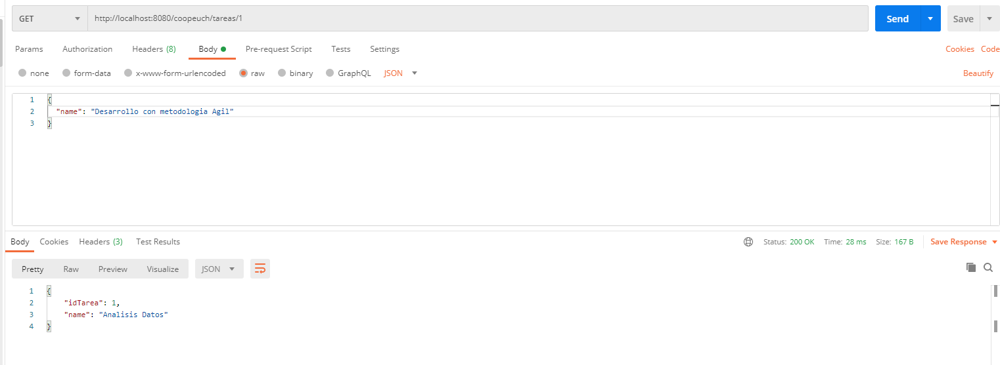 GET http://localhost:8080/coopeuch/tareas/1 Send Save
Params Authorization Headers (8) Body Pre-request Script Tests Settings Cookies Code
none form-data x-www-form-urlencoded raw binary GraphQL JSON Beautify
1 {
2 "name": "Desarrollo con metodologia Agil"
3 }
Body Cookies Headers (3) Test Results Status: 200 OK Time: 28 ms Size: 167 B Save Response
Pretty Raw Preview Visualize JSON
1 {
2 "idTarea": 1,
3 "name": "Analisis Datos"
4 }